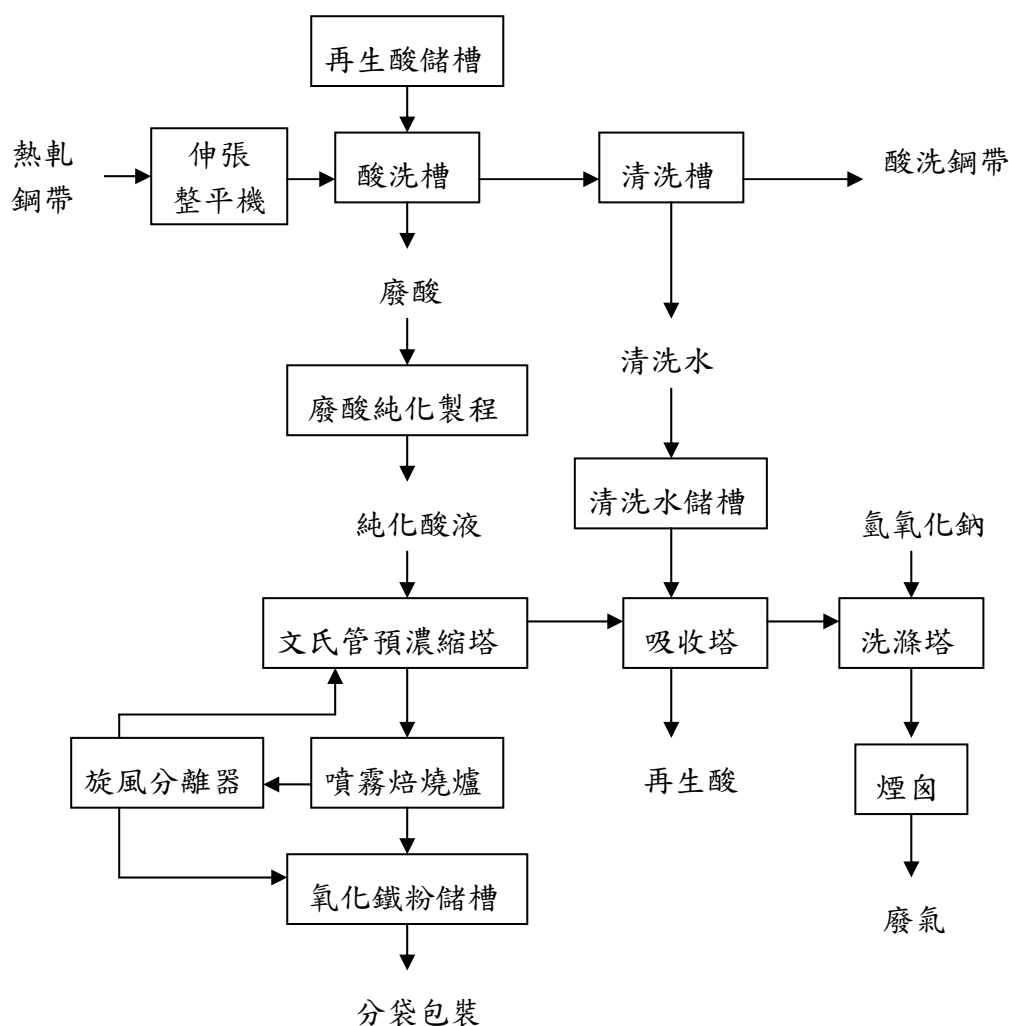 再生酸儲槽
熱軋
鋼帶
伸張
整平機
酸洗槽
清洗槽
酸洗鋼帶
廢酸
清洗水
廢酸純化製程
清洗水儲槽
純化酸液
氫氧化鈉
文氏管預濃縮塔
吸收塔
洗滌塔
旋風分離器
噴霧焙燒爐
再生酸
煙囪
氧化鐵粉儲槽
廢氣
分袋包裝